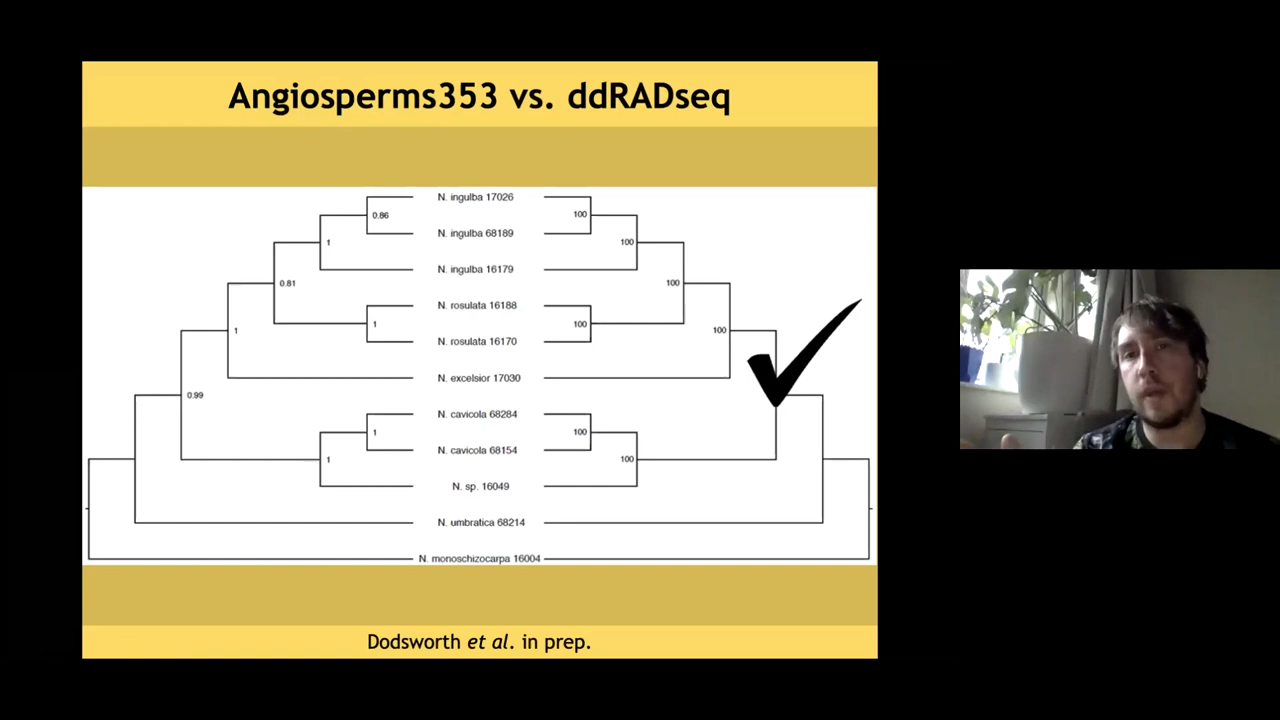 Angiosperms353 vs. ddRADseq
N. ingulba 17026
0.86
100
N. ingulba 68189
1
100
N. ingulba 16179
0.81
100
N. rosulata 16188
1
100
N. rosulata 16170
1
100
N. excelsior 17030
0.99
N. cavicola 68284
1
100
N. cavicola 68154
1
100
N. sp. 16049
N. umbratica 68214
N. monoschizocarpa 16004
Dodsworth et al. in prep.